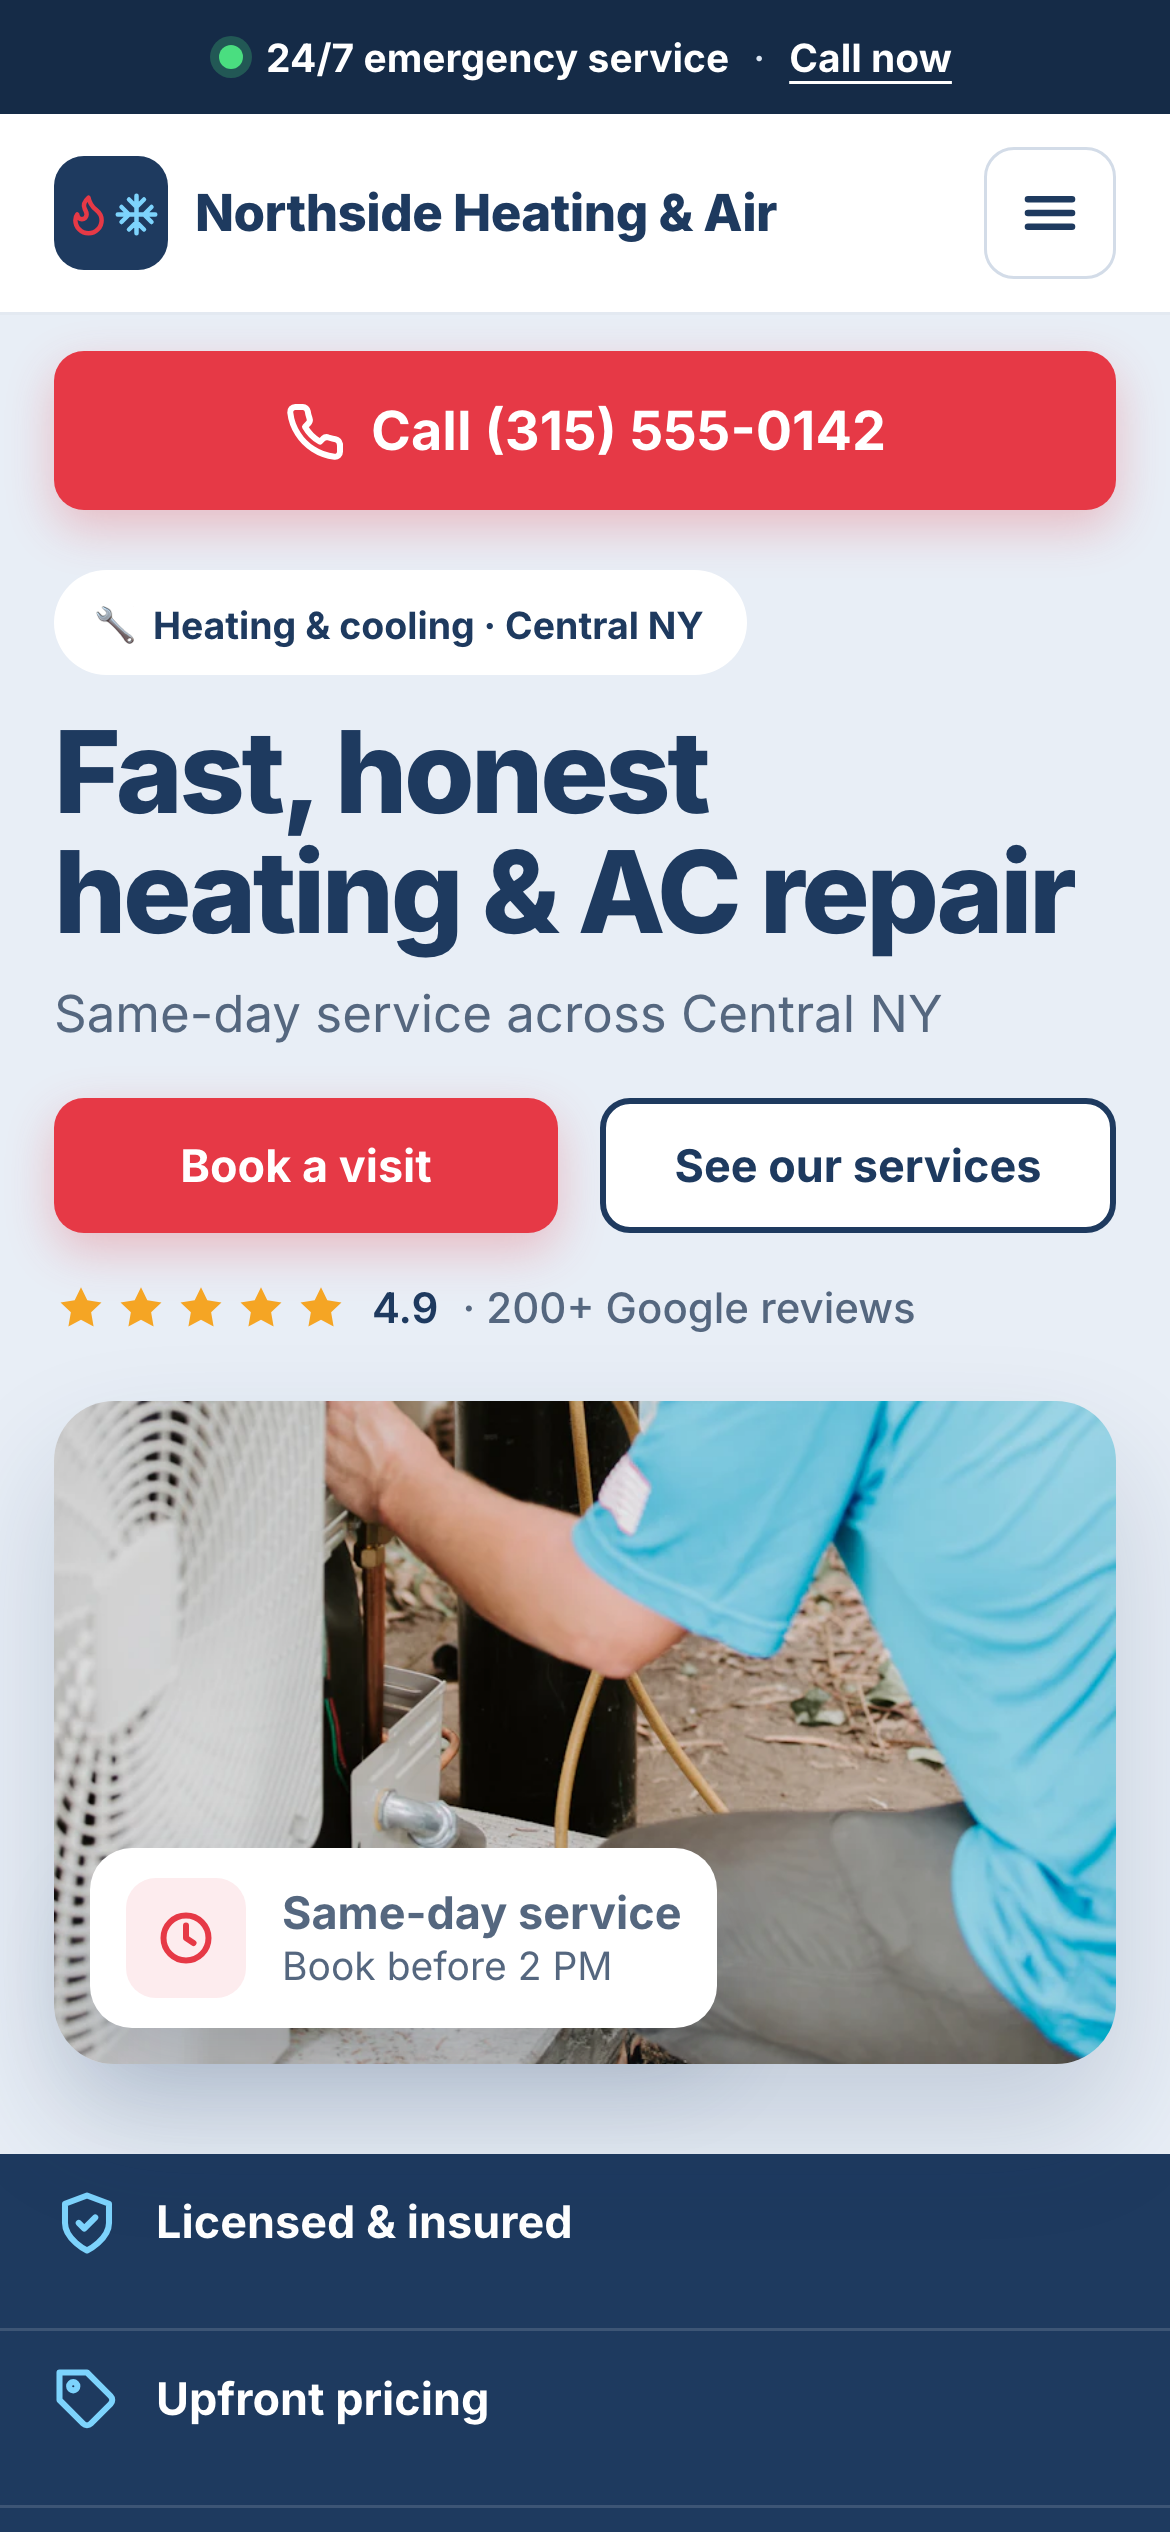 24/7 emergency service · Call now
Northside Heating & Air
Call (315) 555-0142
Heating & cooling · Central NY
Fast, honest
heating & AC repair
Same-day service across Central NY
Book a visit
See our services
4.9 · 200+ Google reviews
Same-day service
Book before 2 PM
Licensed & insured
Upfront pricing